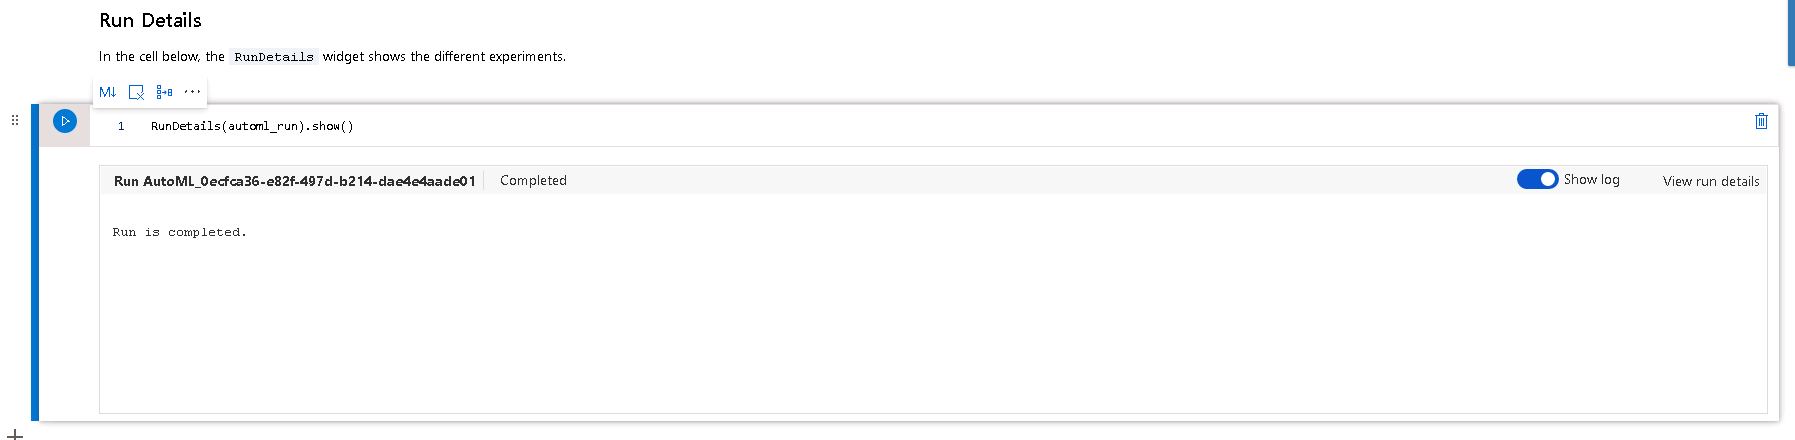 Run Details
In the cell below, the RunDetails widget shows the different experiments.
M↓ ...
1 RunDetails(automl_run).show()
Run AutoML_0ecfca36-e82f-497d-b214-dae4e4aade01 Completed Show log View run details
Run is completed.